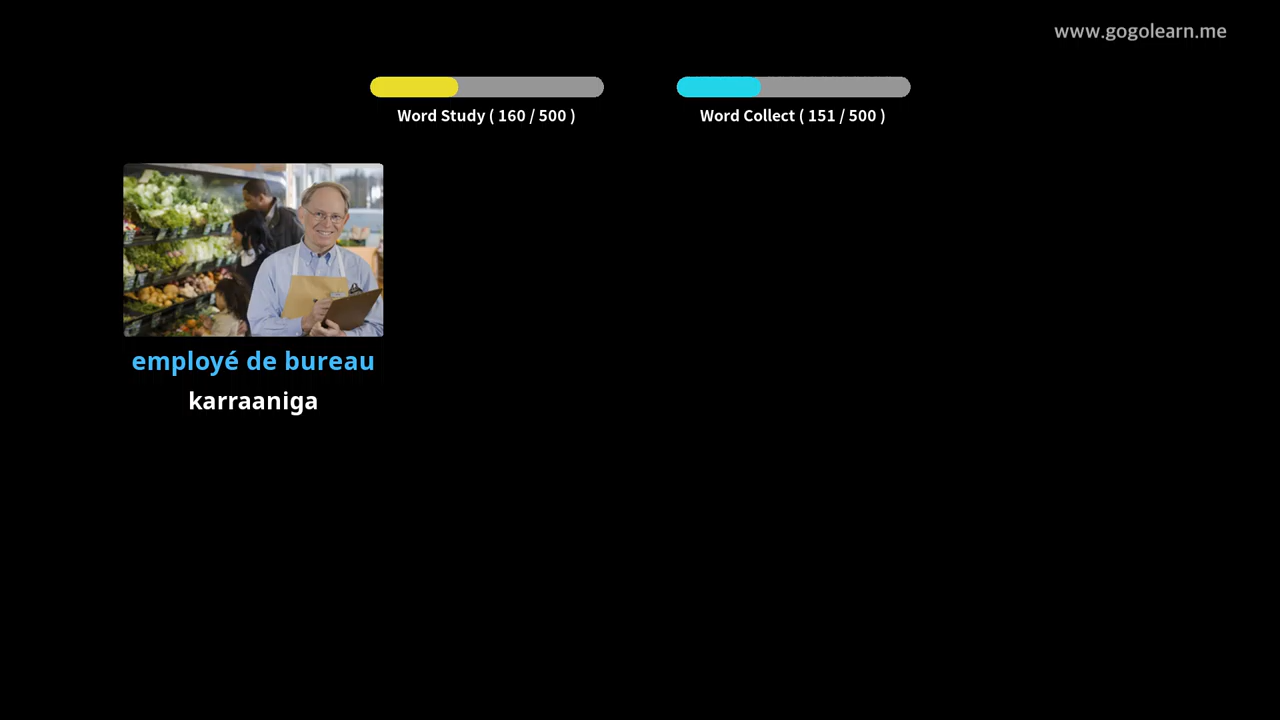 www.gogolearn.me
Word Study ( 160 / 500 )
Word Collect ( 151 / 500 )
employé de bureau
karraaniga